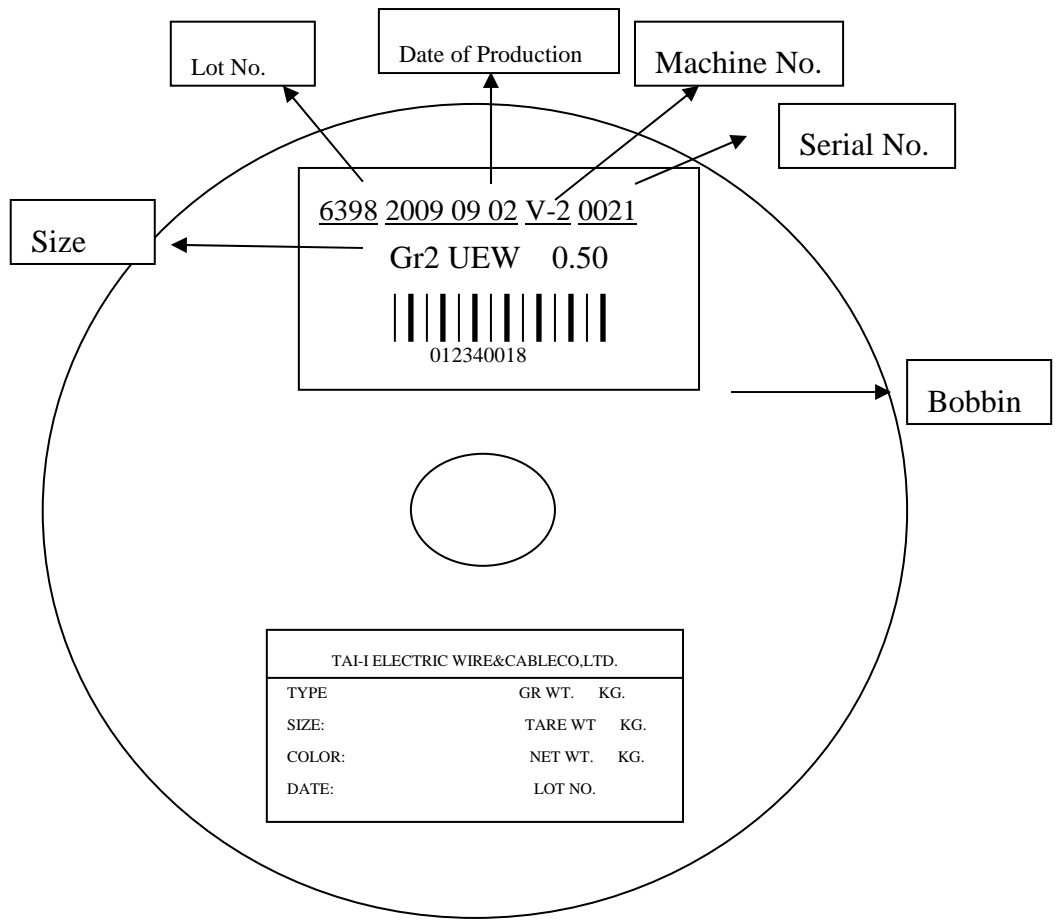 Lot No.
Date of Production
Machine No.
Serial No.
6398 2009 09 02 V-2 0021
Size
Gr2 UEW 0.50
012340018
Bobbin
TAI-I ELECTRIC WIRE&CABLECO,LTD.
TYPE GR WT. KG.
SIZE: TARE WT KG.
COLOR: NET WT. KG.
DATE: LOT NO.